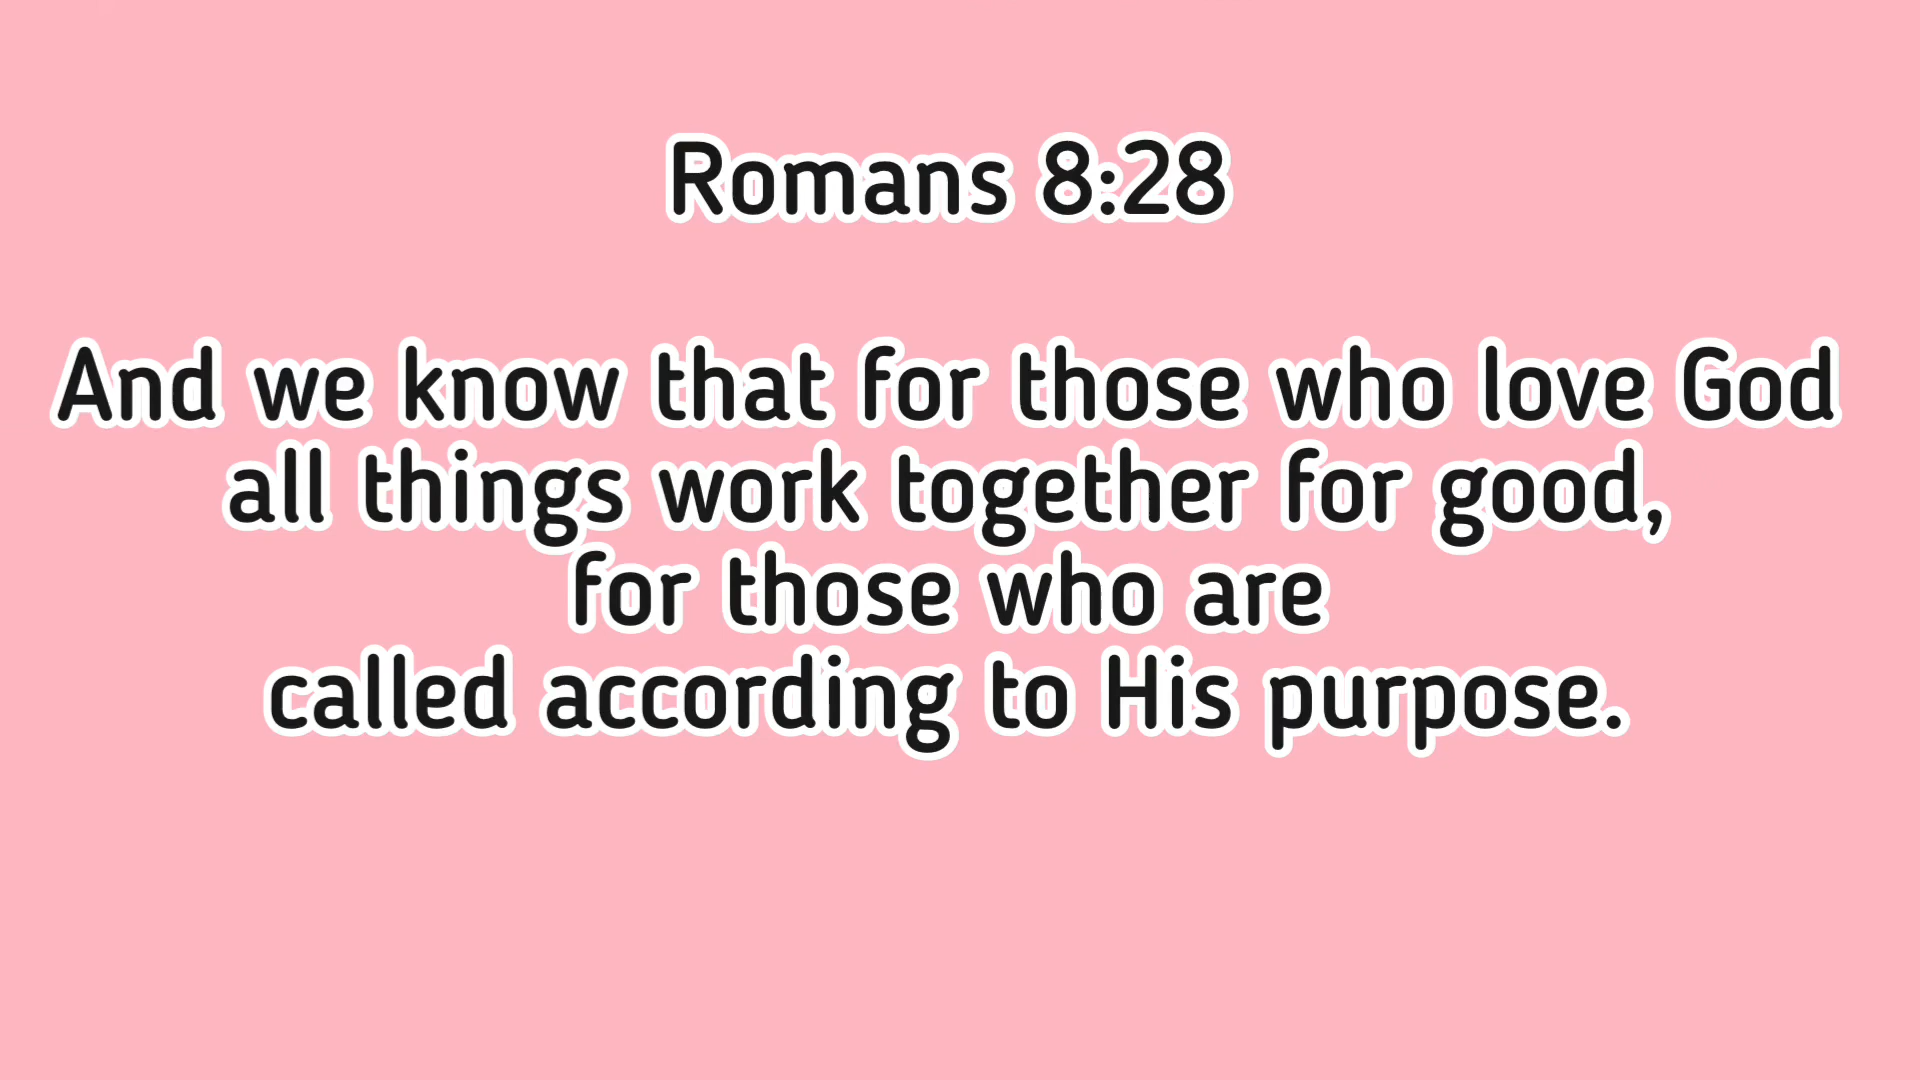 Romans 8:28
And we know that for those who love God
all things work together for good,
for those who are
called according to His purpose.